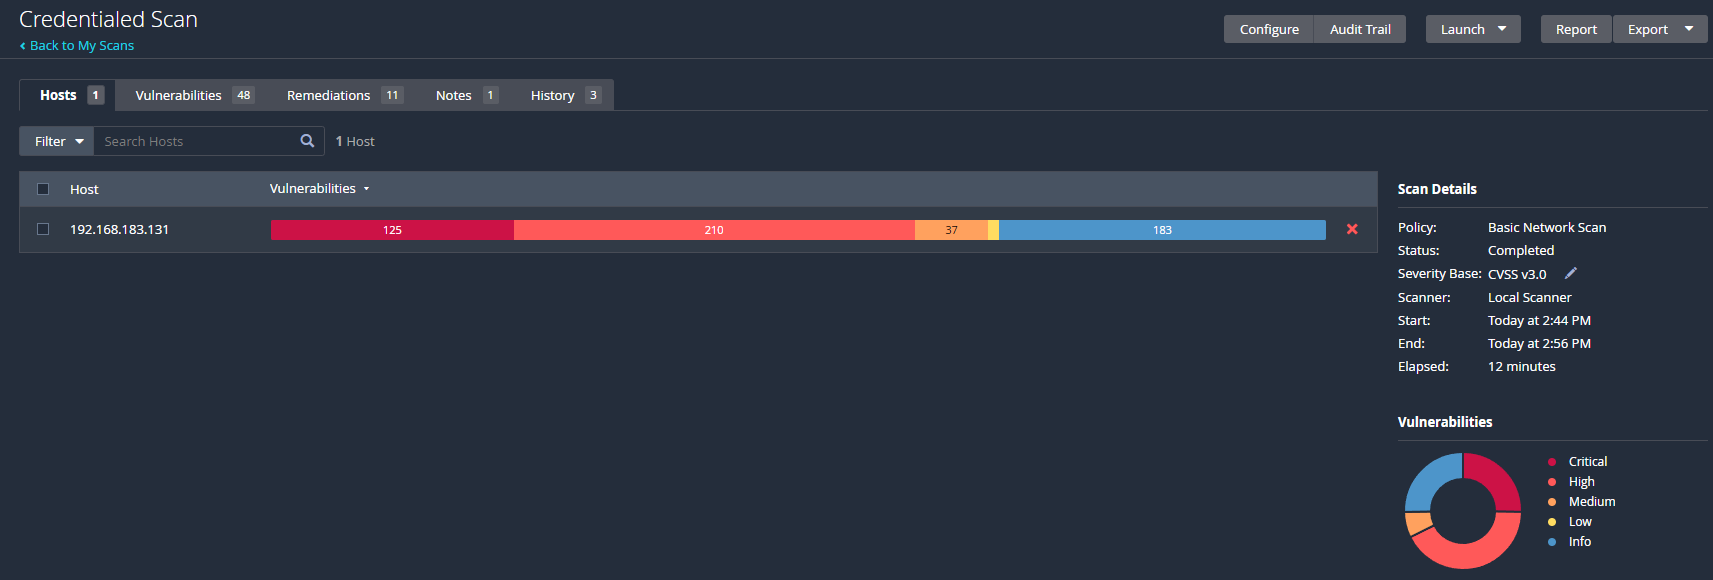 Credentialed Scan
‹ Back to My Scans
Configure Audit Trail Launch Report Export
Hosts 1 Vulnerabilities 48 Remediations 11 Notes 1 History 3
Filter Search Hosts 1 Host
Host Vulnerabilities
192.168.183.131 125 210 37 183
Scan Details
Policy: Basic Network Scan
Status: Completed
Severity Base: CVSS v3.0
Scanner: Local Scanner
Start: Today at 2:44 PM
End: Today at 2:56 PM
Elapsed: 12 minutes
Vulnerabilities
Critical
High
Medium
Low
Info